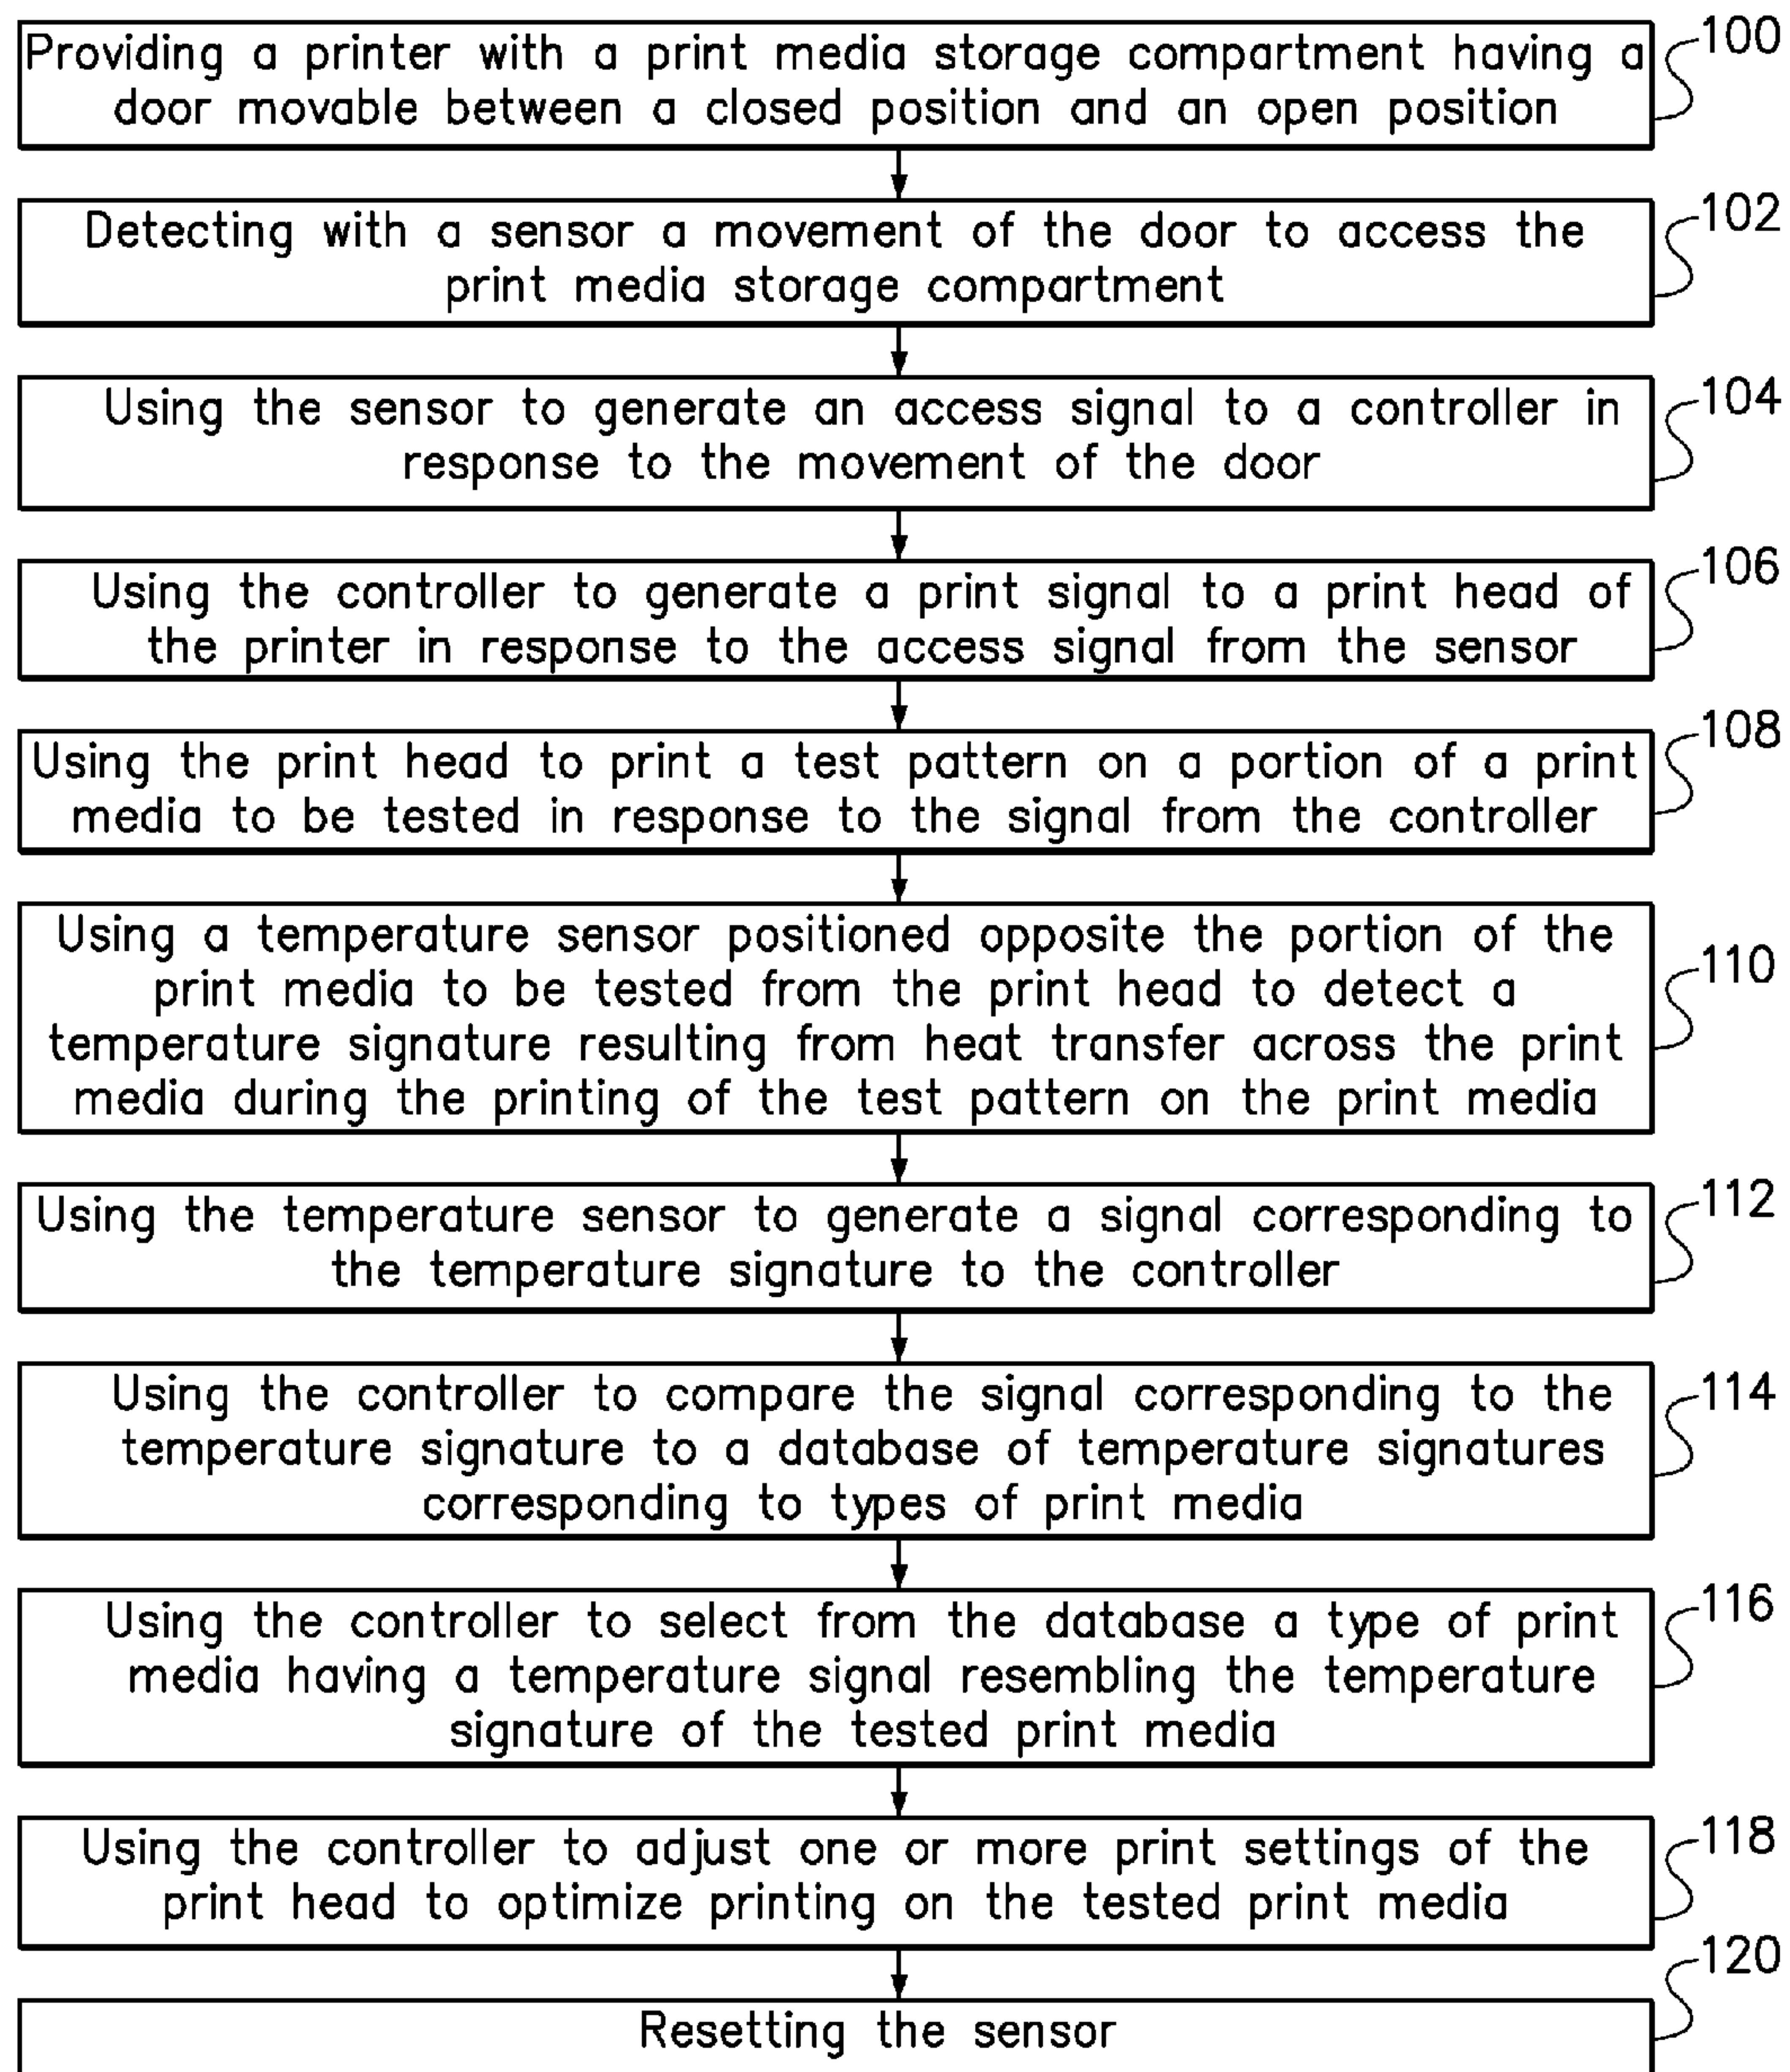 Providing a printer with a print media storage compartment having a
door movable between a closed position and an open position
100
Detecting with a sensor a movement of the door to access the
print media storage compartment
102
Using the sensor to generate an access signal to a controller in
response to the movement of the door
104
Using the controller to generate a print signal to a print head of
the printer in response to the access signal from the sensor
106
Using the print head to print a test pattern on a portion of a print
media to be tested in response to the signal from the controller
108
Using a temperature sensor positioned opposite the portion of the
print media to be tested from the print head to detect a
temperature signature resulting from heat transfer across the print
media during the printing of the test pattern on the print media
110
Using the temperature sensor to generate a signal corresponding to
the temperature signature to the controller
112
Using the controller to compare the signal corresponding to the
temperature signature to a database of temperature signatures
corresponding to types of print media
114
Using the controller to select from the database a type of print
media having a temperature signal resembling the temperature
signature of the tested print media
116
Using the controller to adjust one or more print settings of the
print head to optimize printing on the tested print media
118
Resetting the sensor
120